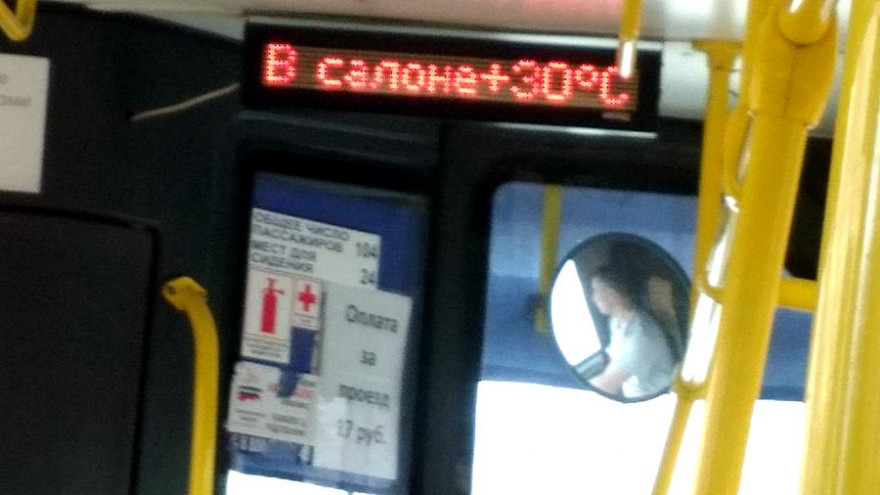 В салоне+30°С
ОБЩЕЕ ЧИСЛО
ПАССАЖИРОВ 104
МЕСТ ДЛЯ
СИДЕНИЯ 24
Оплата
за
проезд
17 руб.